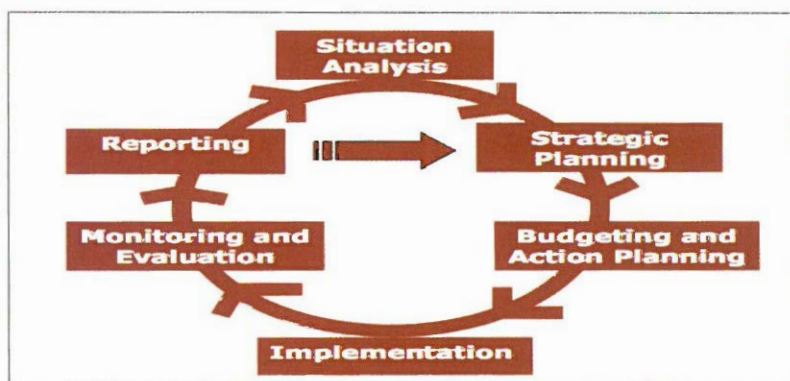 Situation
Analysis
Reporting
Strategic
Planning
Monitoring and
Evaluation
Budgeting and
Action Planning
Implementation